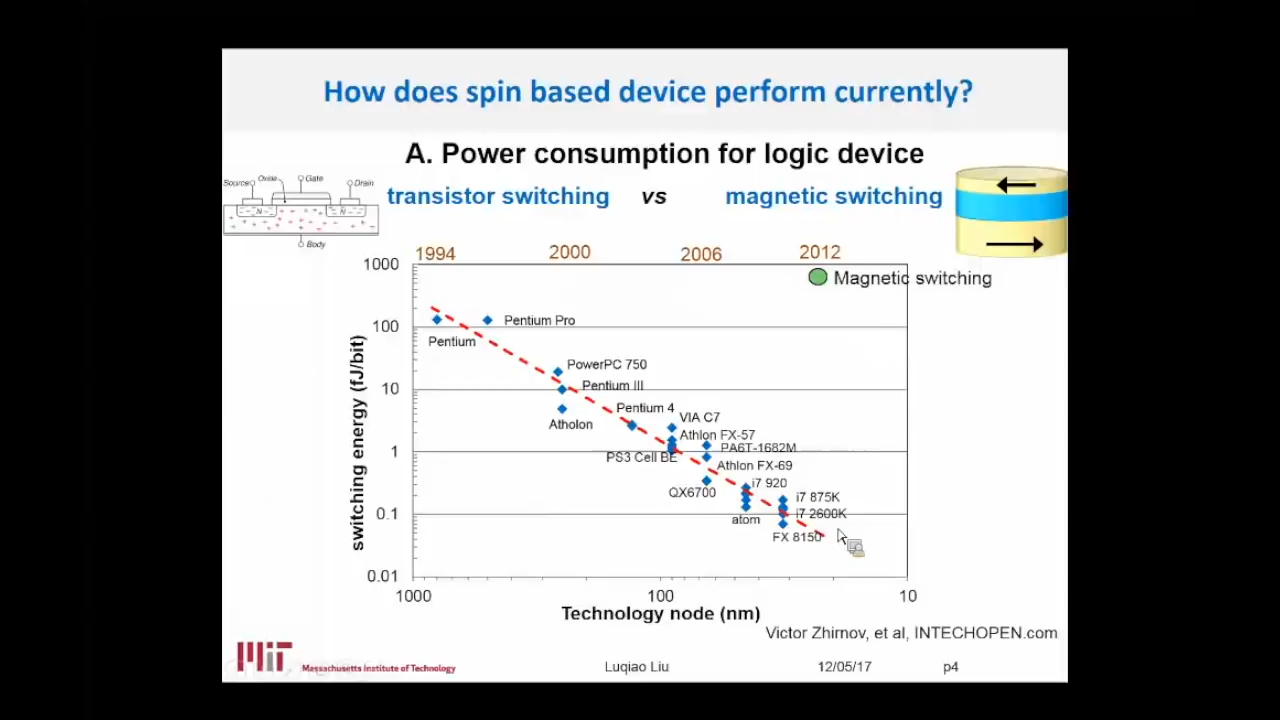 How does spin based device perform currently?
A. Power consumption for logic device
transistor switching vs magnetic switching
Source Oxide Gate Drain
N N
Body
1994 2000 2006 2012
Magnetic switching
1000
100
10
1
0.1
0.01
switching energy (fJ/bit)
Pentium Pro
Pentium
PowerPC 750
Pentium III
Pentium 4
Atholon
VIA C7
Athlon FX-57
PA6T-1682M
PS3 Cell BE
Athlon FX-69
i7 920
QX6700
i7 875K
i7 2600K
atom
FX 8150
1000 100 10
Technology node (nm)
Victor Zhirnov, et al, INTECHOPEN.com
MIT Massachusetts Institute of Technology
Luqiao Liu 12/05/17 p4